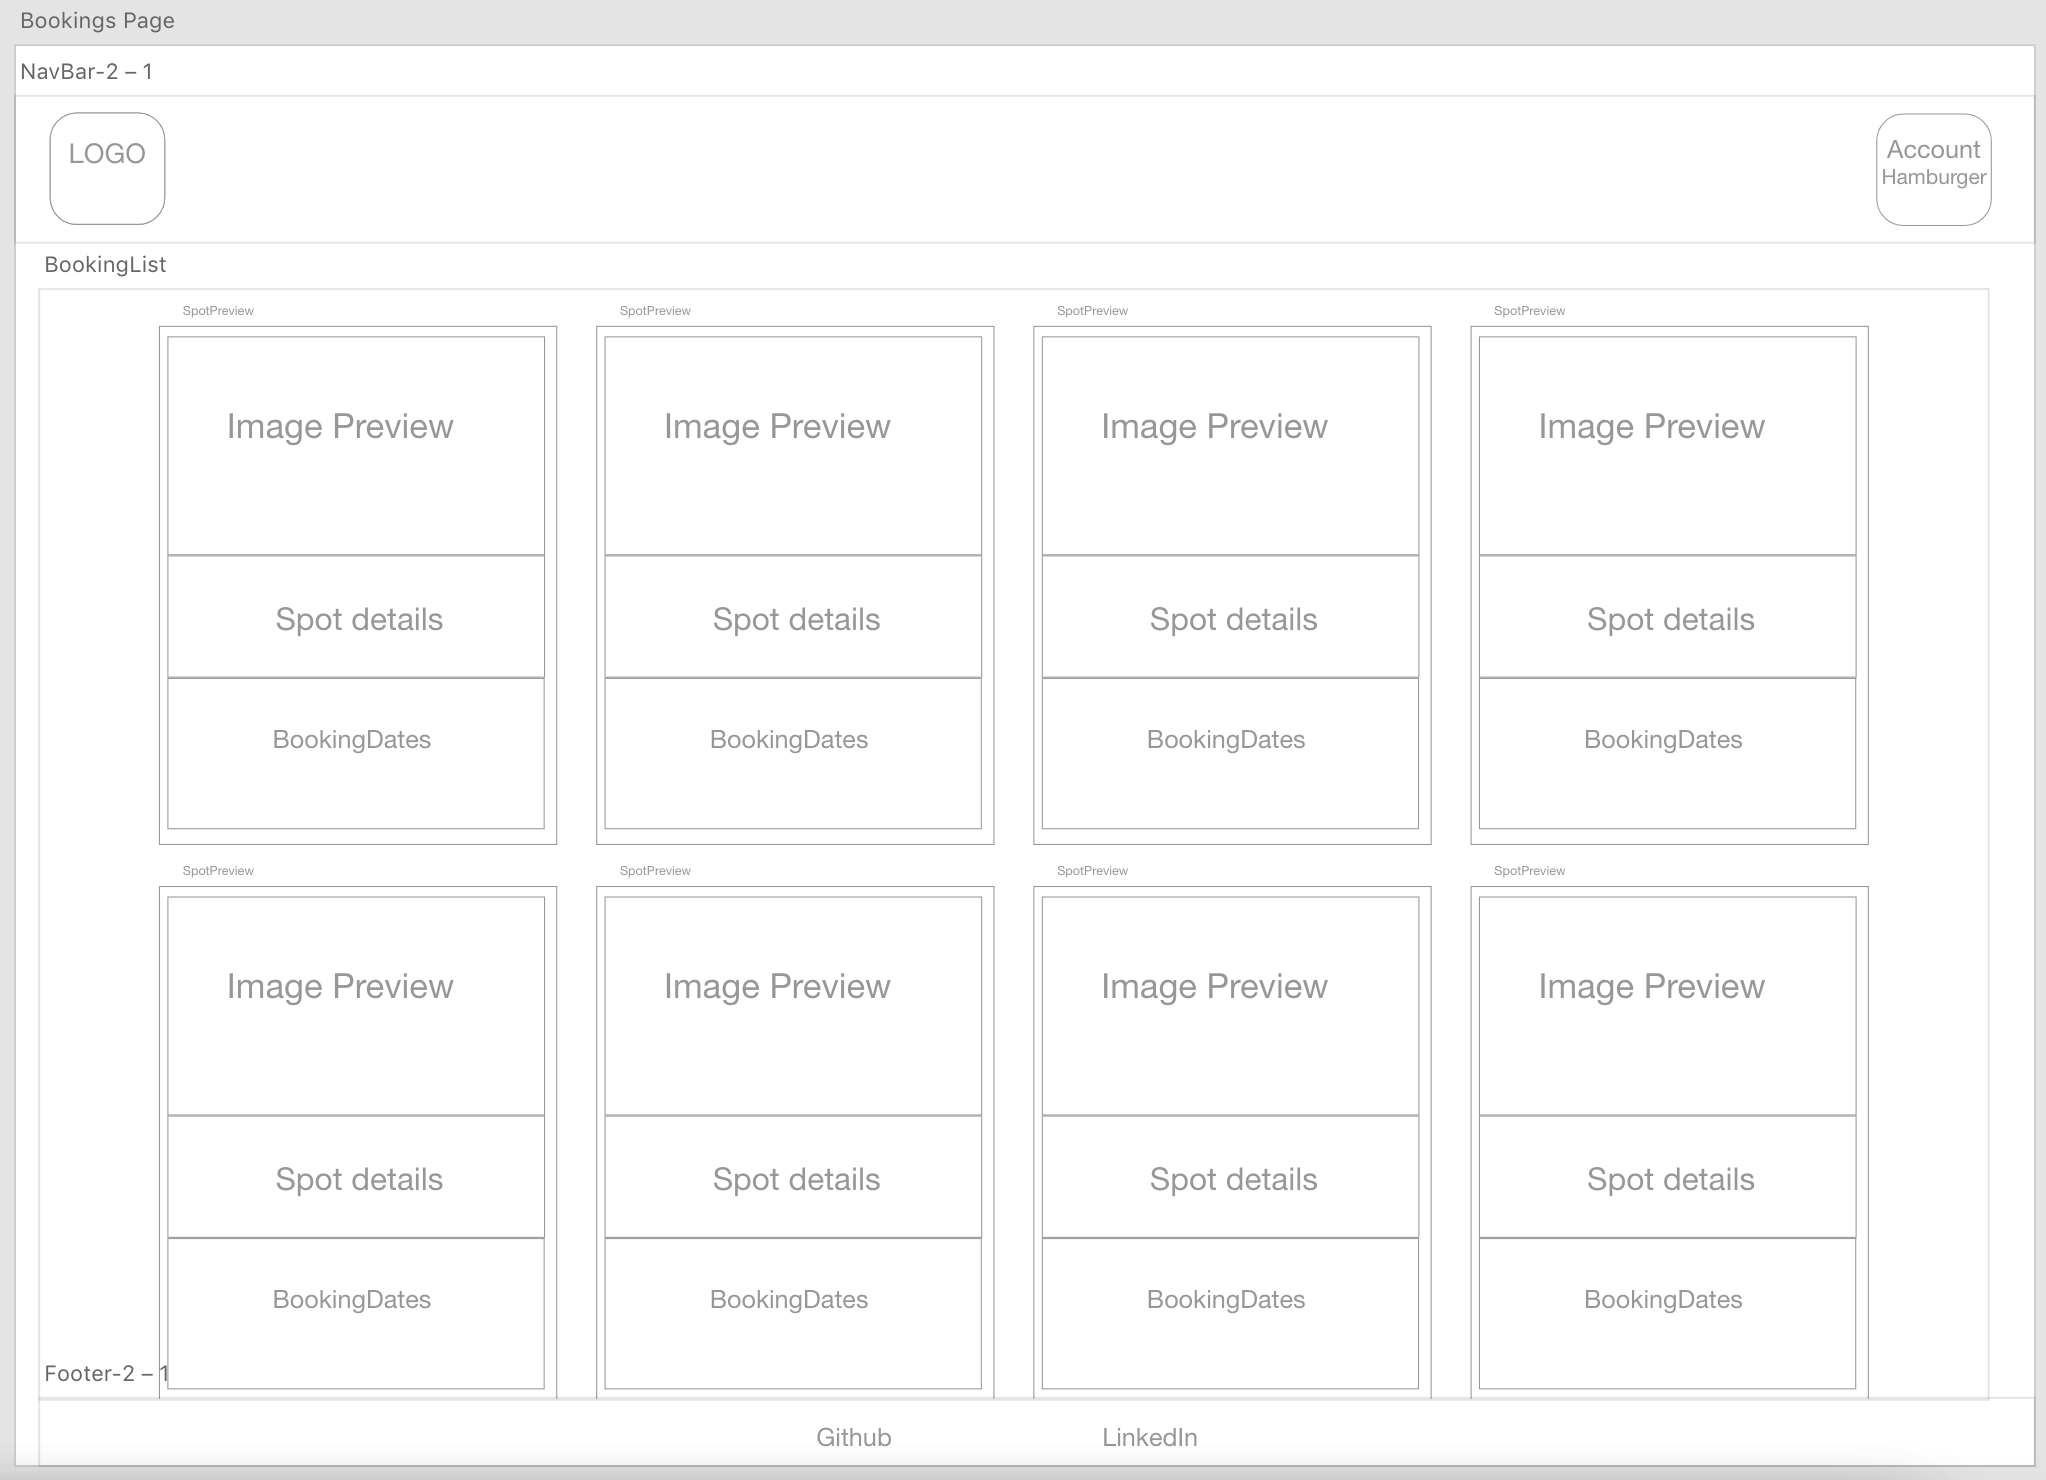 Bookings Page
NavBar-2 – 1
LOGO
Account
Hamburger
BookingList
SpotPreview SpotPreview SpotPreview SpotPreview
Image Preview Image Preview Image Preview Image Preview
Spot details Spot details Spot details Spot details
BookingDates BookingDates BookingDates BookingDates
SpotPreview SpotPreview SpotPreview SpotPreview
Image Preview Image Preview Image Preview Image Preview
Spot details Spot details Spot details Spot details
BookingDates BookingDates BookingDates BookingDates
Footer-2 – 1
Github LinkedIn